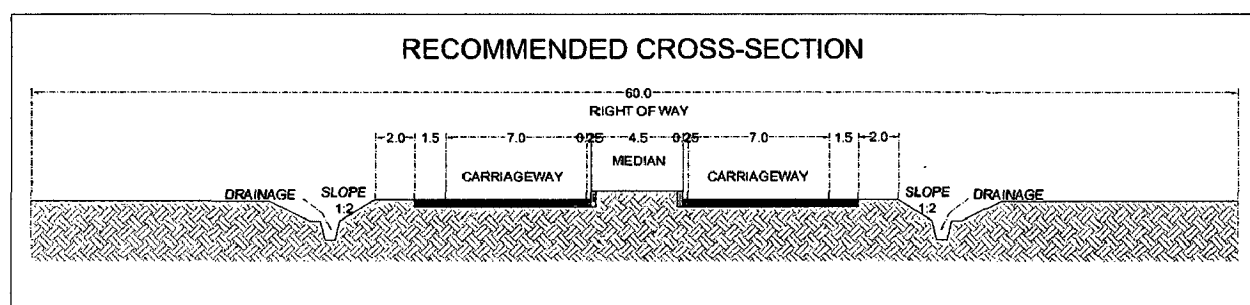 RECOMMENDED CROSS-SECTION
60.0
RIGHT OF WAY
2.0 1.5 7.0 0.25 4.5 0.25 7.0 1.5 2.0
MEDIAN
CARRIAGEWAY CARRIAGEWAY
DRAINAGE SLOPE SLOPE DRAINAGE
1:2 1:2